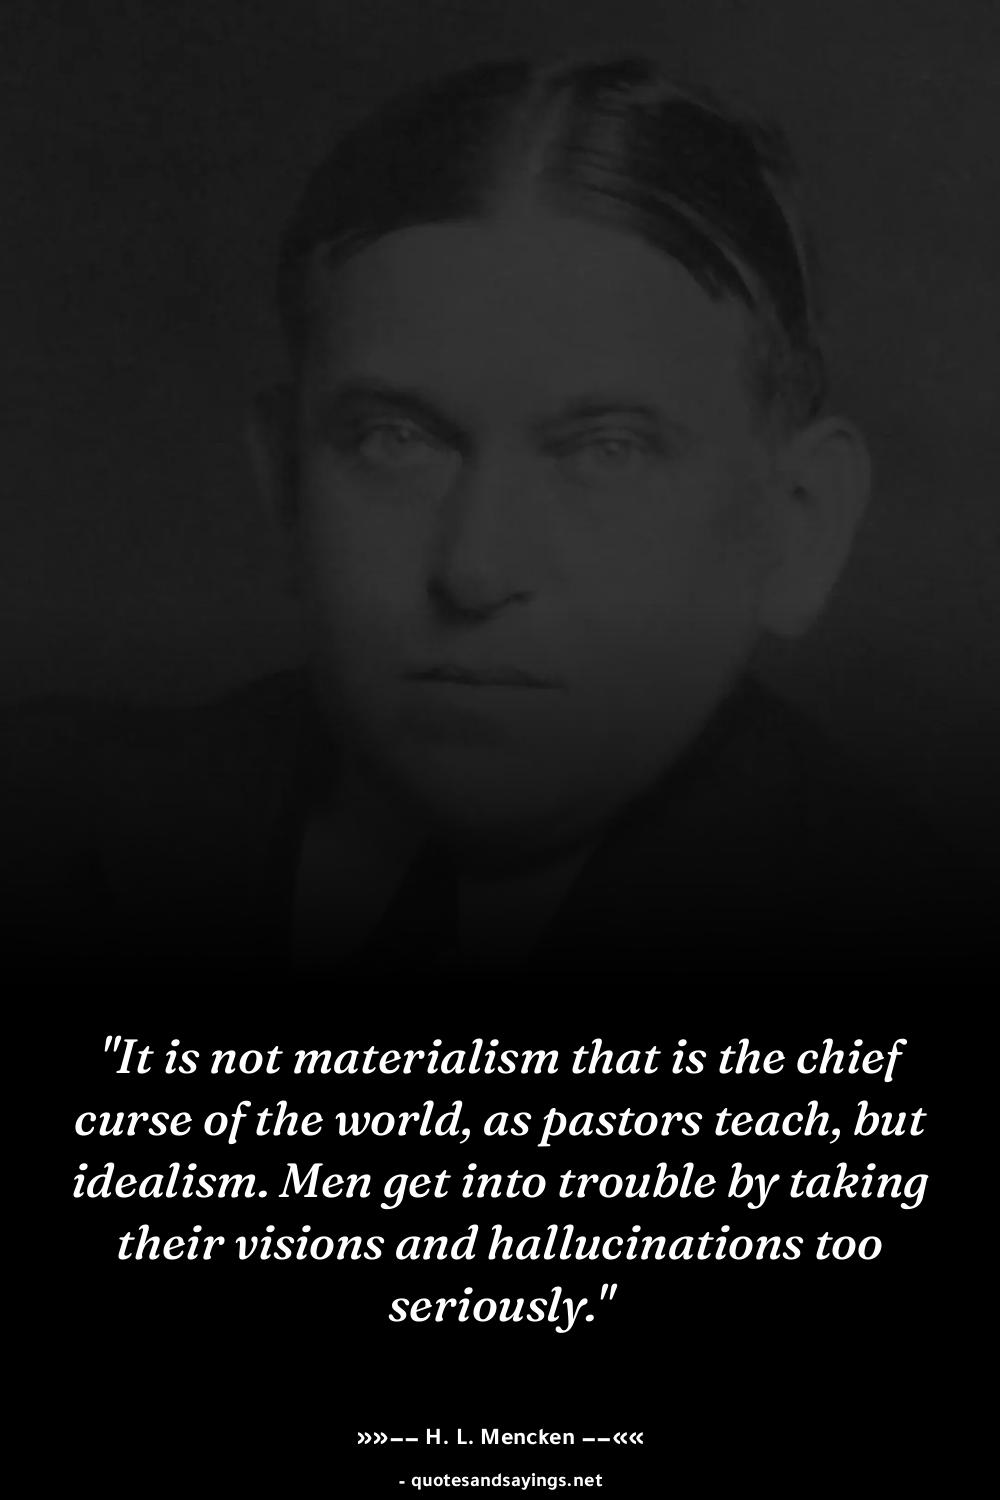 "It is not materialism that is the chief
curse of the world, as pastors teach, but
idealism. Men get into trouble by taking
their visions and hallucinations too
seriously."
»»–– H. L. Mencken ––««
- quotesandsayings.net